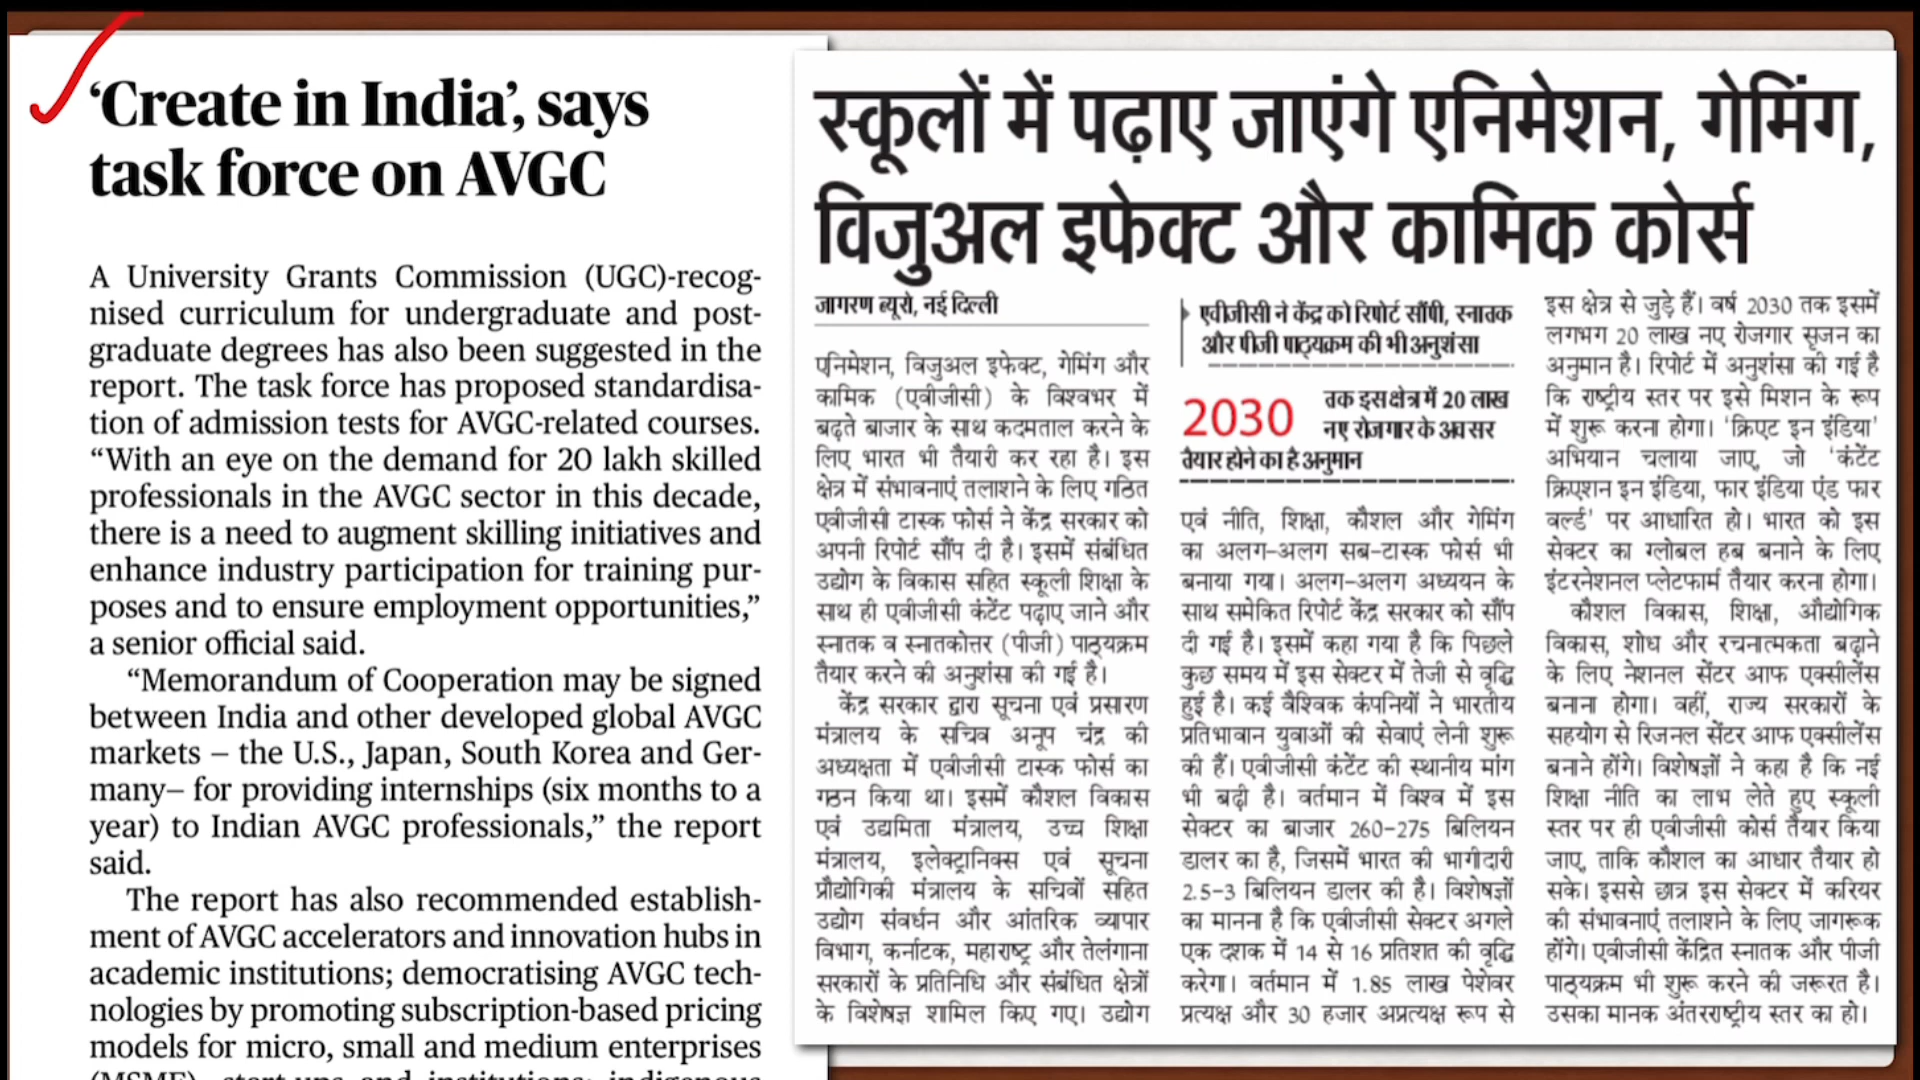 ‘Create in India’, says
task force on AVGC
A University Grants Commission (UGC)-recog-
nised curriculum for undergraduate and post-
graduate degrees has also been suggested in the
report. The task force has proposed standardisa-
tion of admission tests for AVGC-related courses.
“With an eye on the demand for 20 lakh skilled
professionals in the AVGC sector in this decade,
there is a need to augment skilling initiatives and
enhance industry participation for training pur-
poses and to ensure employment opportunities,”
a senior official said.
“Memorandum of Cooperation may be signed
between India and other developed global AVGC
markets – the U.S., Japan, South Korea and Ger-
many– for providing internships (six months to a
year) to Indian AVGC professionals,” the report
said.
The report has also recommended establish-
ment of AVGC accelerators and innovation hubs in
academic institutions; democratising AVGC tech-
nologies by promoting subscription-based pricing
models for micro, small and medium enterprises
(MSME), start-ups and institutions; indigenous
स्कूलों में पढ़ाए जाएंगे एनिमेशन, गेमिंग,
विजुअल इफेक्ट और कामिक कोर्स
जागरण ब्यूरो, नई दिल्ली
एनिमेशन, विजुअल इफेक्ट, गेमिंग और
कामिक (एवीजीसी) के विश्वभर में
बढ़ते बाजार के साथ कदमताल करने के
लिए भारत भी तैयारी कर रहा है। इस
क्षेत्र में संभावनाएं तलाशने के लिए गठित
एवीजीसी टास्क फोर्स ने केंद्र सरकार को
अपनी रिपोर्ट सौंप दी है। इसमें संबंधित
उद्योग के विकास सहित स्कूली शिक्षा के
साथ ही एवीजीसी कंटेंट पढ़ाए जाने और
स्नातक व स्नातकोत्तर (पीजी) पाठ्यक्रम
तैयार करने की अनुशंसा की गई है।
केंद्र सरकार द्वारा सूचना एवं प्रसारण
मंत्रालय के सचिव अनूप चंद्र की
अध्यक्षता में एवीजीसी टास्क फोर्स का
गठन किया था। इसमें कौशल विकास
एवं उद्यमिता मंत्रालय, उच्च शिक्षा
मंत्रालय, इलेक्ट्रानिक्स एवं सूचना
प्रौद्योगिकी मंत्रालय के सचिवों सहित
उद्योग संवर्धन और आंतरिक व्यापार
विभाग, कर्नाटक, महाराष्ट्र और तेलंगाना
सरकारों के प्रतिनिधि और संबंधित क्षेत्रों
के विशेषज्ञ शामिल किए गए। उद्योग
एवीजीसी ने केंद्र को रिपोर्ट सौंपी, स्नातक
और पीजी पाठ्यक्रम की भी अनुशंसा
2030 तक इस क्षेत्र में 20 लाख
नए रोजगार के अवसर
तैयार होने का है अनुमान
एवं नीति, शिक्षा, कौशल और गेमिंग
का अलग-अलग सब-टास्क फोर्स भी
बनाया गया। अलग-अलग अध्ययन के
साथ समेकित रिपोर्ट केंद्र सरकार को सौंप
दी गई है। इसमें कहा गया है कि पिछले
कुछ समय में इस सेक्टर में तेजी से वृद्धि
हुई है। कई वैश्विक कंपनियों ने भारतीय
प्रतिभावान युवाओं की सेवाएं लेनी शुरू
की हैं। एवीजीसी कंटेंट की स्थानीय मांग
भी बढ़ी है। वर्तमान में विश्व में इस
सेक्टर का बाजार 260-275 बिलियन
डालर का है, जिसमें भारत की भागीदारी
2.5-3 बिलियन डालर की है। विशेषज्ञों
का मानना है कि एवीजीसी सेक्टर अगले
एक दशक में 14 से 16 प्रतिशत की वृद्धि
करेगा। वर्तमान में 1.85 लाख पेशेवर
प्रत्यक्ष और 30 हजार अप्रत्यक्ष रूप से
इस क्षेत्र से जुड़े हैं। वर्ष 2030 तक इसमें
लगभग 20 लाख नए रोजगार सृजन का
अनुमान है। रिपोर्ट में अनुशंसा की गई है
कि राष्ट्रीय स्तर पर इसे मिशन के रूप
में शुरू करना होगा। ‘क्रिएट इन इंडिया’
अभियान चलाया जाए, जो ‘कंटेंट
क्रिएशन इन इंडिया, फार इंडिया एंड फार
वर्ल्ड’ पर आधारित हो। भारत को इस
सेक्टर का ग्लोबल हब बनाने के लिए
इंटरनेशनल प्लेटफार्म तैयार करना होगा।
कौशल विकास, शिक्षा, औद्योगिक
विकास, शोध और रचनात्मकता बढ़ाने
के लिए नेशनल सेंटर आफ एक्सीलेंस
बनाना होगा। वहीं, राज्य सरकारों के
सहयोग से रिजनल सेंटर आफ एक्सीलेंस
बनाने होंगे। विशेषज्ञों ने कहा है कि नई
शिक्षा नीति का लाभ लेते हुए स्कूली
स्तर पर ही एवीजीसी कोर्स तैयार किया
जाए, ताकि कौशल का आधार तैयार हो
सके। इससे छात्र इस सेक्टर में करियर
की संभावनाएं तलाशने के लिए जागरूक
होंगे। एवीजीसी केंद्रित स्नातक और पीजी
पाठ्यक्रम भी शुरू करने की जरूरत है।
उसका मानक अंतरराष्ट्रीय स्तर का हो।